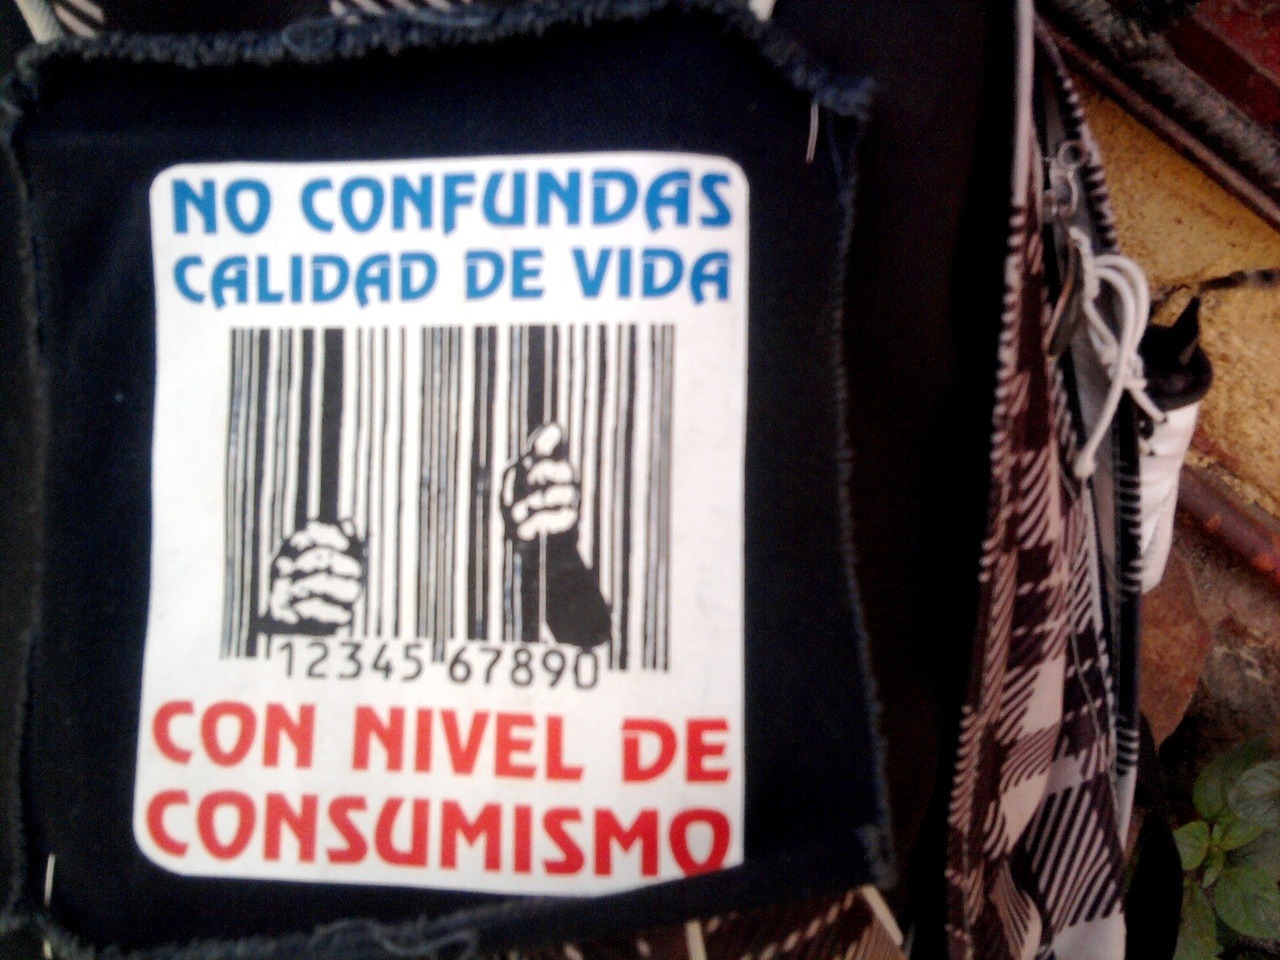 NO CONFUNDAS
CALIDAD DE VIDA
12345 67890
CON NIVEL DE
CONSUMISMO